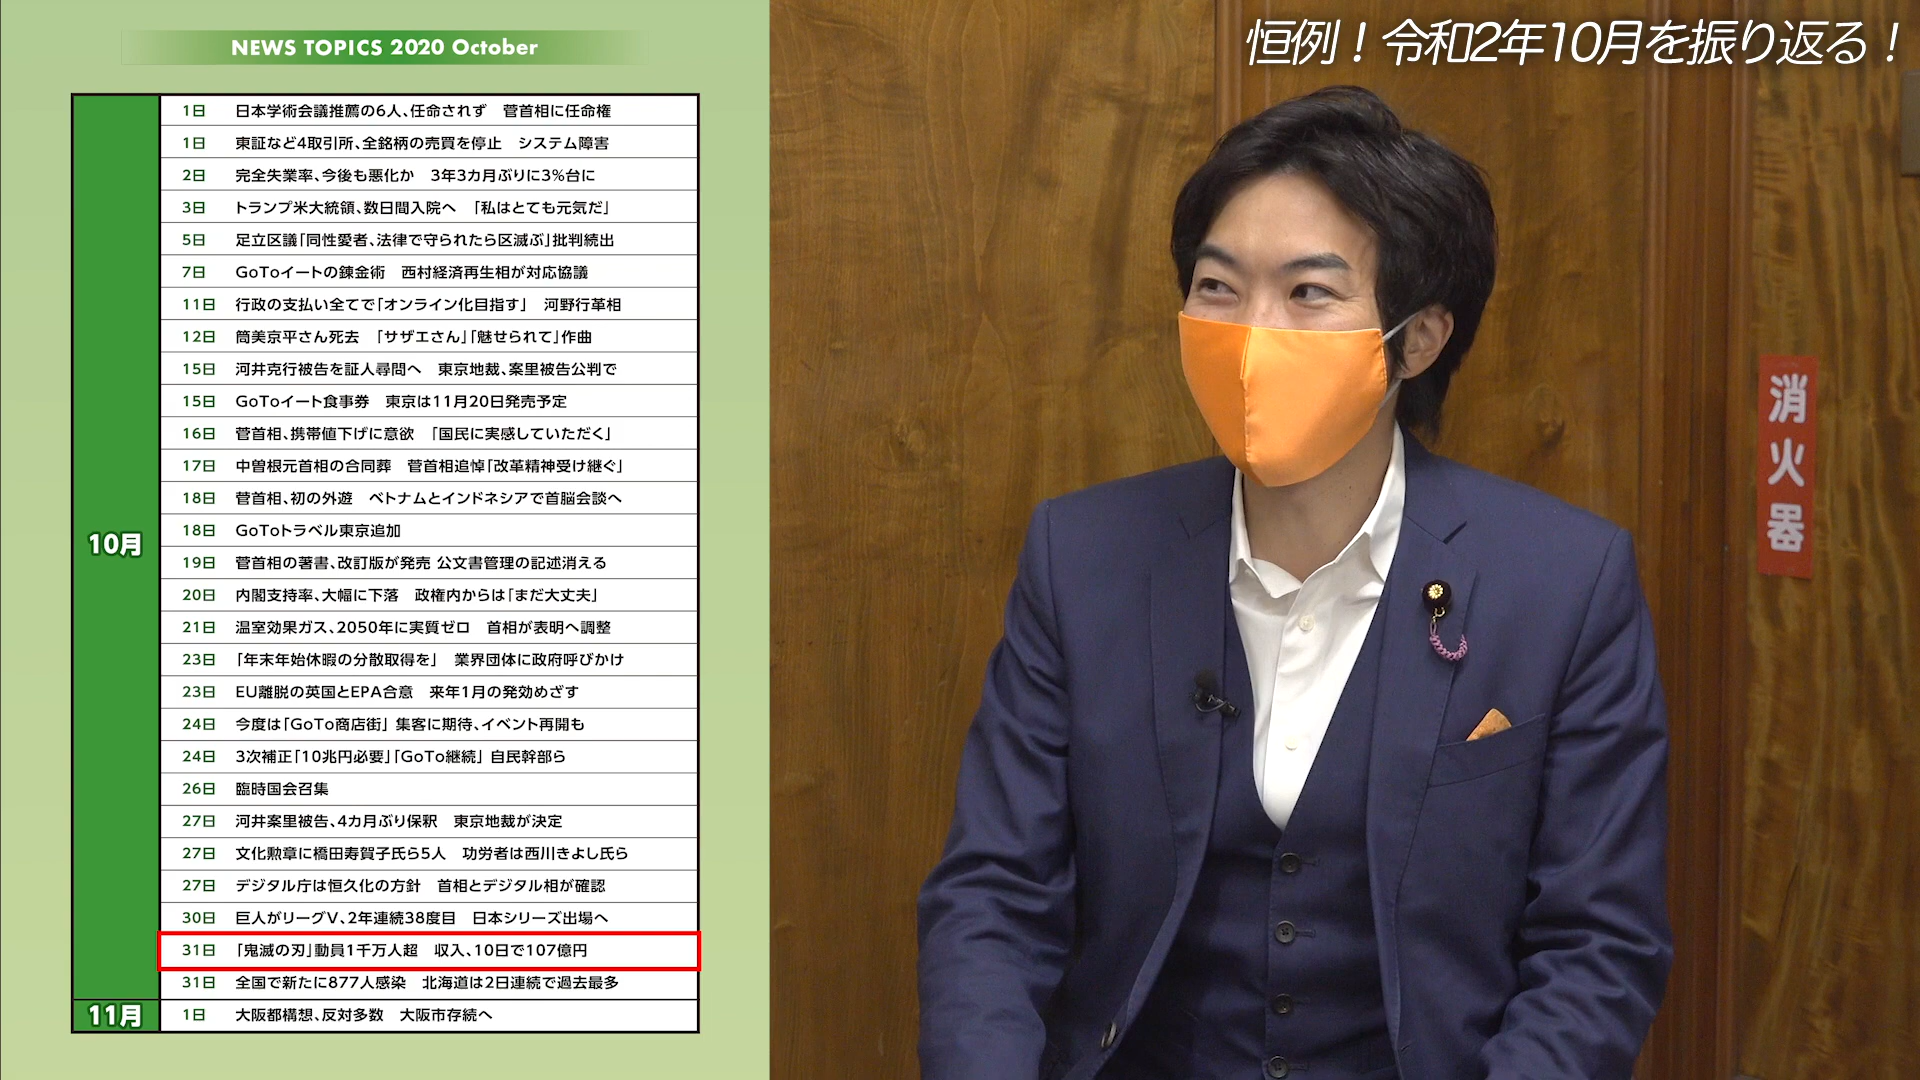 NEWS TOPICS 2020 October
恒例！令和2年10月を振り返る！
10月
1日 日本学術会議推薦の6人、任命されず 菅首相に任命権
1日 東証など4取引所、全銘柄の売買を停止 システム障害
2日 完全失業率、今後も悪化か 3年3カ月ぶりに3%台に
3日 トランプ米大統領、数日間入院へ 「私はとても元気だ」
5日 足立区議「同性愛者、法律で守られたら区滅ぶ」批判続出
7日 GoToイートの錬金術 西村経済再生相が対応協議
11日 行政の支払い全てで「オンライン化目指す」 河野行革相
12日 筒美京平さん死去 「サザエさん」「魅せられて」作曲
15日 河井克行被告を証人尋問へ 東京地裁、案里被告公判で
15日 GoToイート食事券 東京は11月20日発売予定
16日 菅首相、携帯値下げに意欲 「国民に実感していただく」
17日 中曽根元首相の合同葬 菅首相追悼「改革精神受け継ぐ」
18日 菅首相、初の外遊 ベトナムとインドネシアで首脳会談へ
18日 GoToトラベル東京追加
19日 菅首相の著書、改訂版が発売 公文書管理の記述消える
20日 内閣支持率、大幅に下落 政権内からは「まだ大丈夫」
21日 温室効果ガス、2050年に実質ゼロ 首相が表明へ調整
23日 「年末年始休暇の分散取得を」 業界団体に政府呼びかけ
23日 EU離脱の英国とEPA合意 来年1月の発効めざす
24日 今度は「GoTo商店街」 集客に期待、イベント再開も
24日 3次補正「10兆円必要」「GoTo継続」 自民幹部ら
26日 臨時国会召集
27日 河井案里被告、4カ月ぶり保釈 東京地裁が決定
27日 文化勲章に橋田寿賀子氏ら5人 功労者は西川きよし氏ら
27日 デジタル庁は恒久化の方針 首相とデジタル相が確認
30日 巨人がリーグV、2年連続38度目 日本シリーズ出場へ
31日 「鬼滅の刃」動員1千万人超 収入、10日で107億円
31日 全国で新たに877人感染 北海道は2日連続で過去最多
11月
1日 大阪都構想、反対多数 大阪市存続へ
消火器